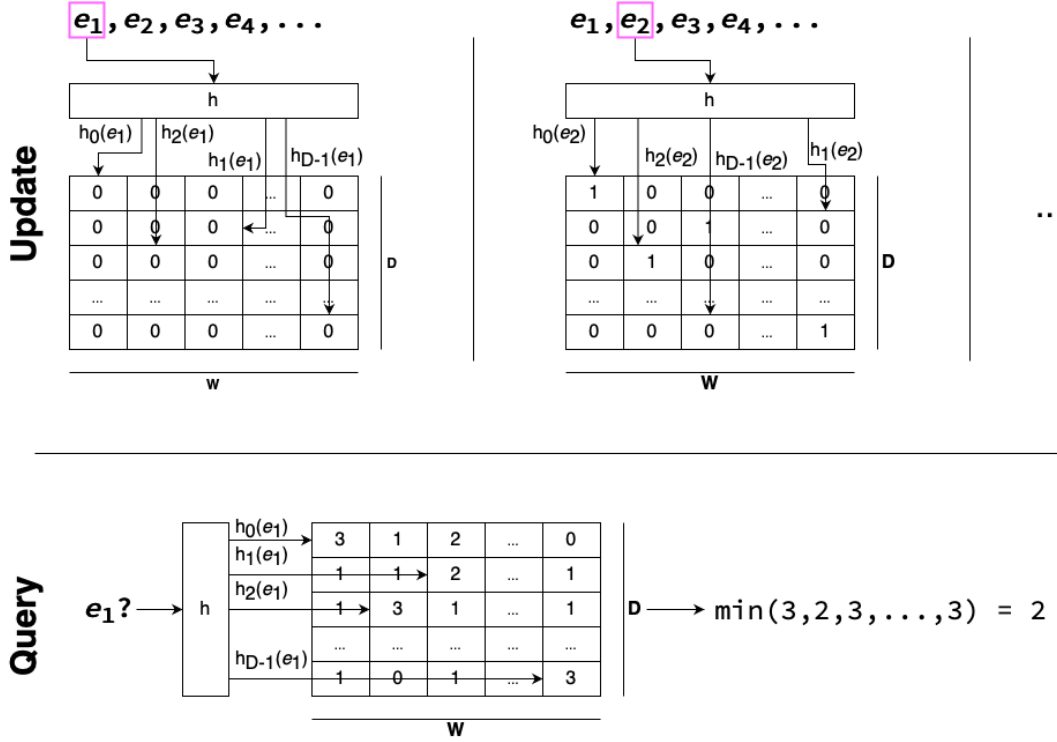 e1, e2, e3, e4, ...
h
h0(e1)
h2(e1)
h1(e1)
hD-1(e1)
0 0 0 ... 0
0 0 0 ... 0
0 0 0 ... 0
... ... ... ... ...
0 0 0 ... 0
D
W
e1, e2, e3, e4, ...
h
h0(e2)
h2(e2)
hD-1(e2)
h1(e2)
1 0 0 ... 0
0 0 1 ... 0
0 1 0 ... 0
... ... ... ... ...
0 0 0 ... 1
D
W
..
Update
Query
e1?
h
h0(e1)
h1(e1)
h2(e1)
hD-1(e1)
3 1 2 ... 0
1 1 2 ... 1
1 3 1 ... 1
... ... ... ... ...
1 0 1 ... 3
D
W
min(3,2,3,...,3) = 2